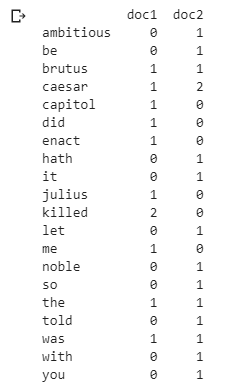 doc1 doc2
ambitious 0 1
be 0 1
brutus 1 1
caesar 1 2
capitol 1 0
did 1 0
enact 1 0
hath 0 1
it 0 1
julius 1 0
killed 2 0
let 0 1
me 1 0
noble 0 1
so 0 1
the 1 1
told 0 1
was 1 1
with 0 1
you 0 1